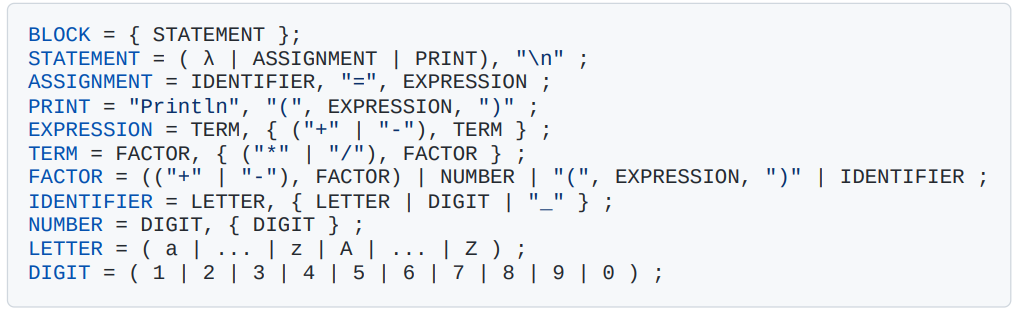 BLOCK = { STATEMENT };
STATEMENT = ( λ | ASSIGNMENT | PRINT), "\n" ;
ASSIGNMENT = IDENTIFIER, "=", EXPRESSION ;
PRINT = "Println", "(", EXPRESSION, ")" ;
EXPRESSION = TERM, { ("+" | "-"), TERM } ;
TERM = FACTOR, { ("*" | "/"), FACTOR } ;
FACTOR = (("+" | "-"), FACTOR) | NUMBER | "(", EXPRESSION, ")" | IDENTIFIER ;
IDENTIFIER = LETTER, { LETTER | DIGIT | "_" } ;
NUMBER = DIGIT, { DIGIT } ;
LETTER = ( a | ... | z | A | ... | Z ) ;
DIGIT = ( 1 | 2 | 3 | 4 | 5 | 6 | 7 | 8 | 9 | 0 ) ;